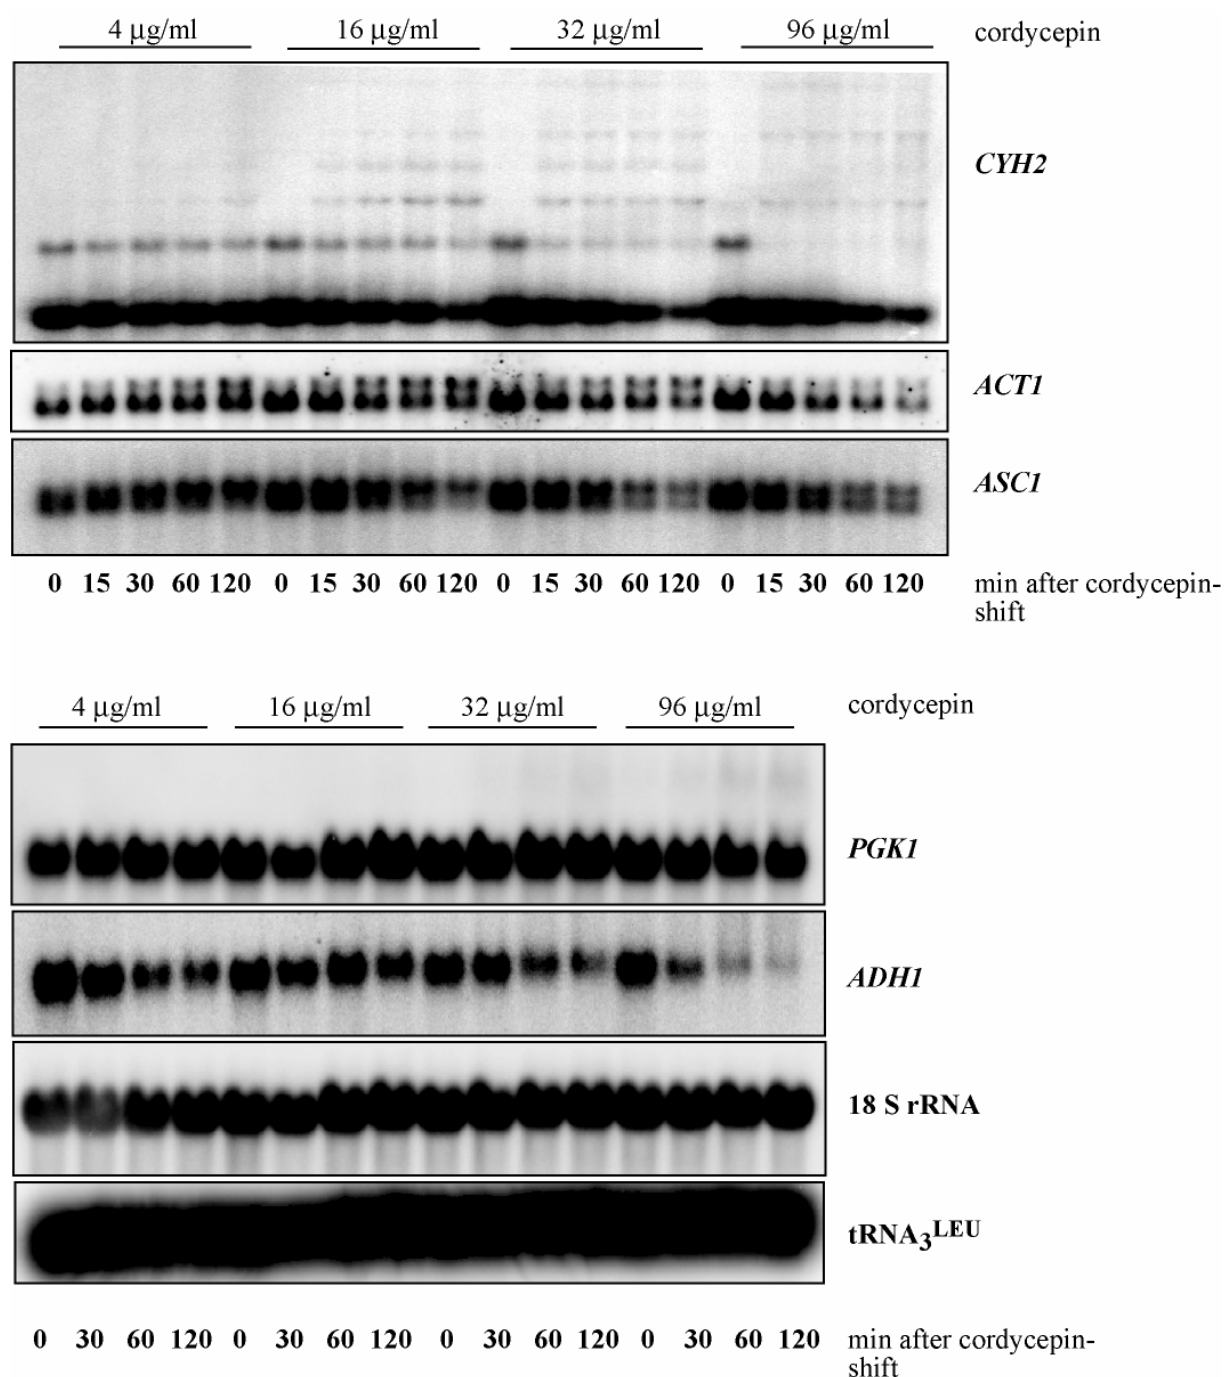 4 µg/ml 16 µg/ml 32 µg/ml 96 µg/ml cordycepin
CYH2
ACT1
ASC1
0 15 30 60 120 0 15 30 60 120 0 15 30 60 120 0 15 30 60 120 min after cordycepin-
shift
4 µg/ml 16 µg/ml 32 µg/ml 96 µg/ml cordycepin
PGK1
ADH1
18 S rRNA
tRNA3LEU
0 30 60 120 0 30 60 120 0 30 60 120 0 30 60 120 min after cordycepin-
shift